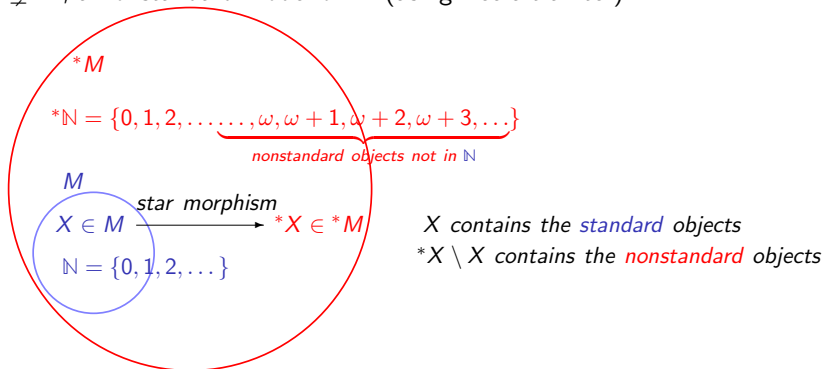 *M
*ℕ = {0, 1, 2, . . . . . . , ω, ω + 1, ω + 2, ω + 3, . . .}
nonstandard objects not in ℕ
M
star morphism
X ∈ M *X ∈ *M X contains the standard objects
*X \ X contains the nonstandard objects
ℕ = {0, 1, 2, . . . }